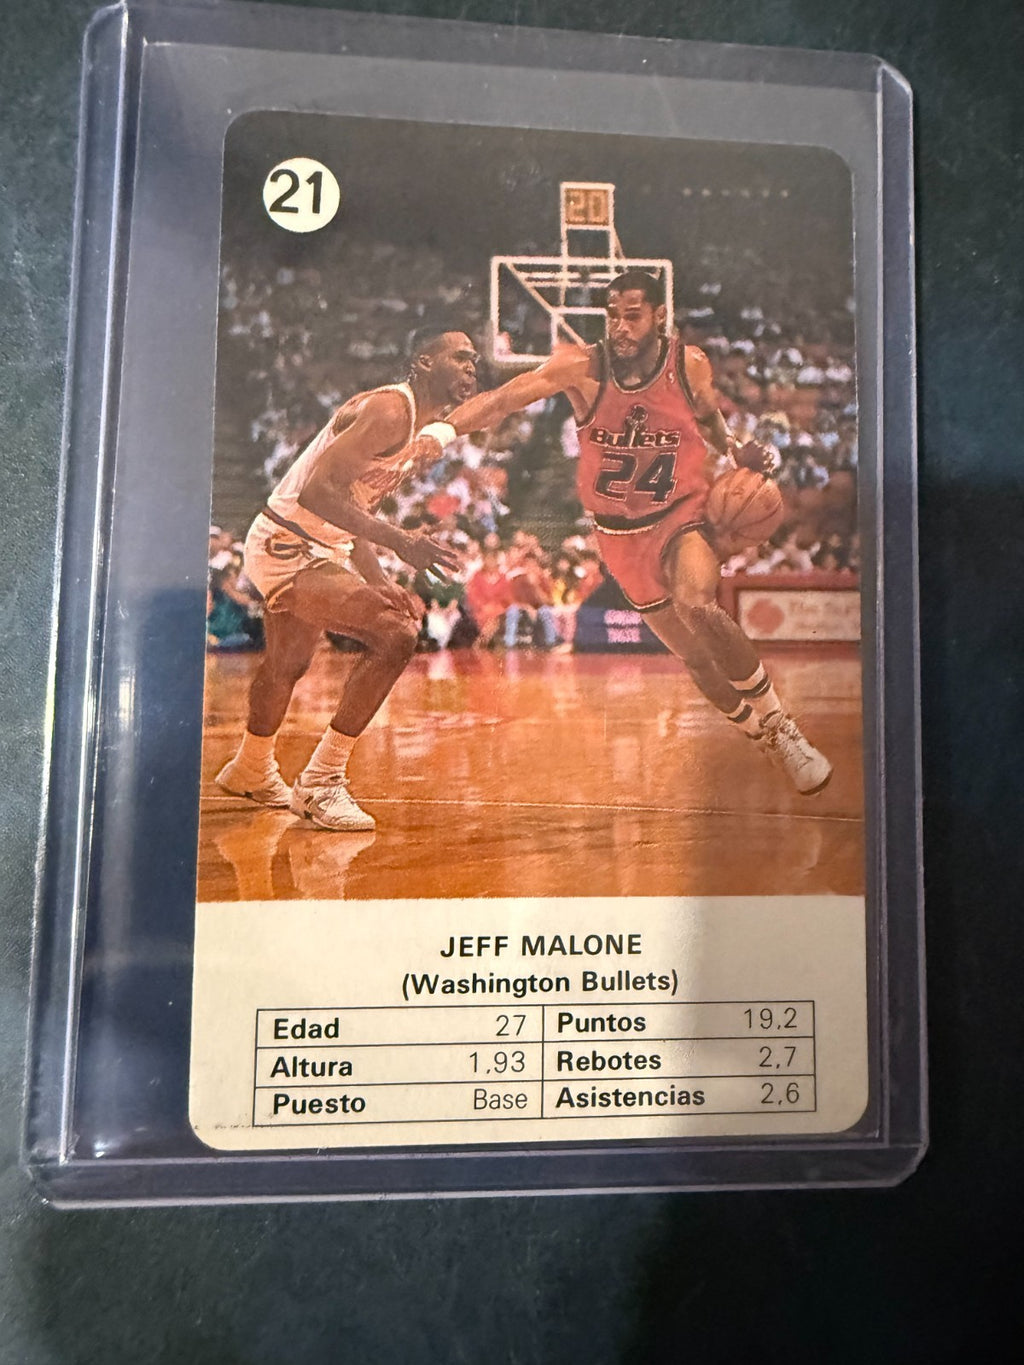 21
20
Bullets
24
JEFF MALONE
(Washington Bullets)
Edad 27 Puntos 19,2
Altura 1,93 Rebotes 2,7
Puesto Base Asistencias 2,6